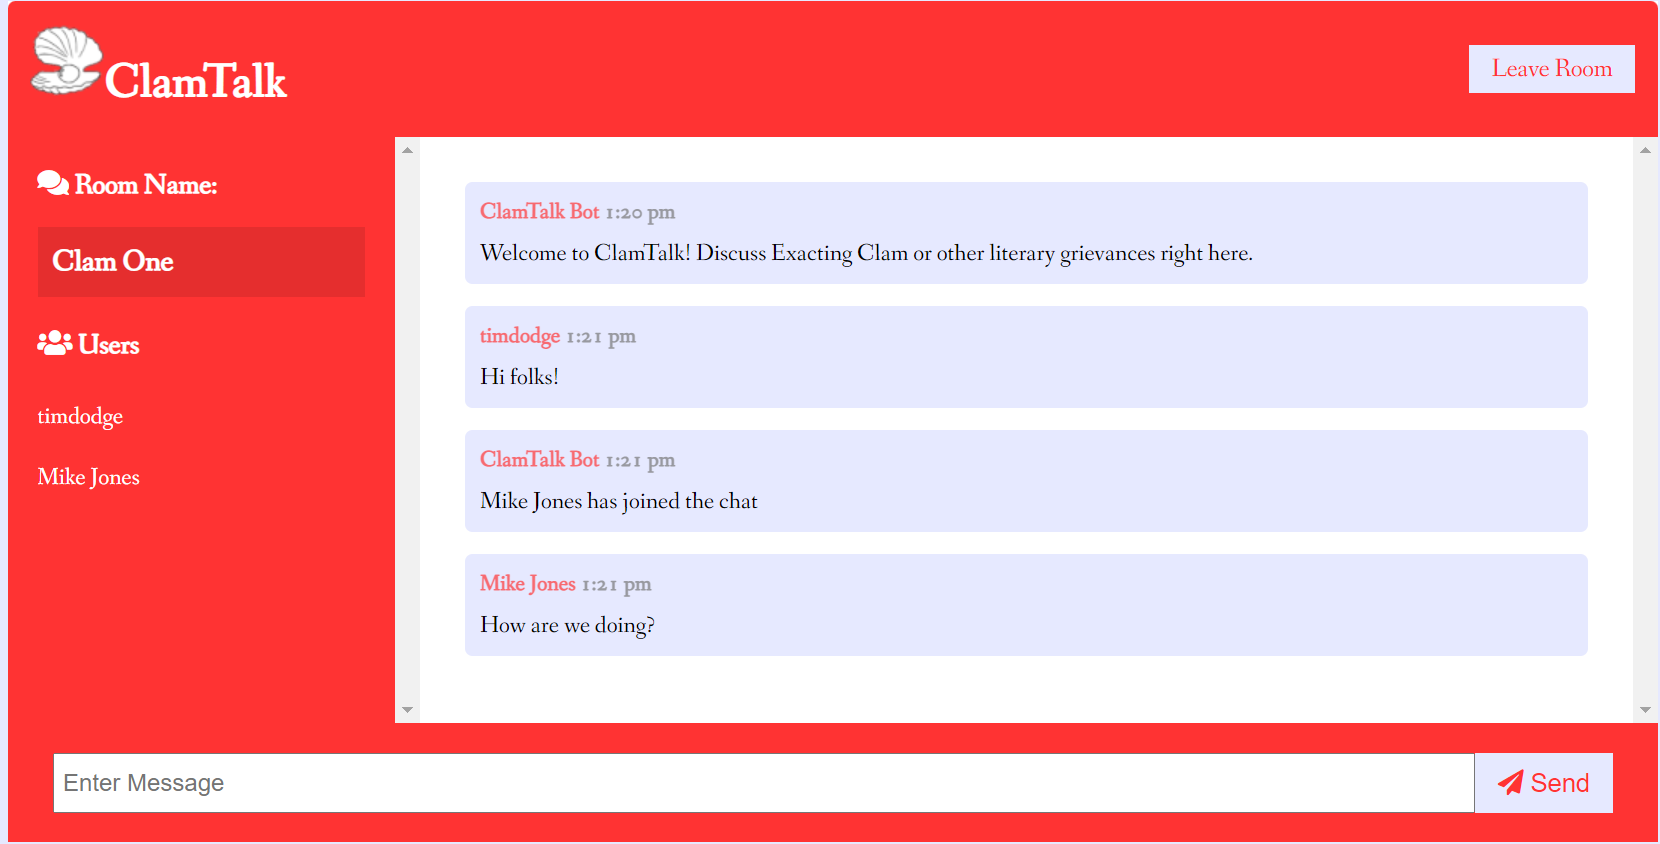 ClamTalk
Leave Room
Room Name:
Clam One
Users
timdodge
Mike Jones
ClamTalk Bot 1:20 pm
Welcome to ClamTalk! Discuss Exacting Clam or other literary grievances right here.
timdodge 1:21 pm
Hi folks!
ClamTalk Bot 1:21 pm
Mike Jones has joined the chat
Mike Jones 1:21 pm
How are we doing?
Enter Message
Send